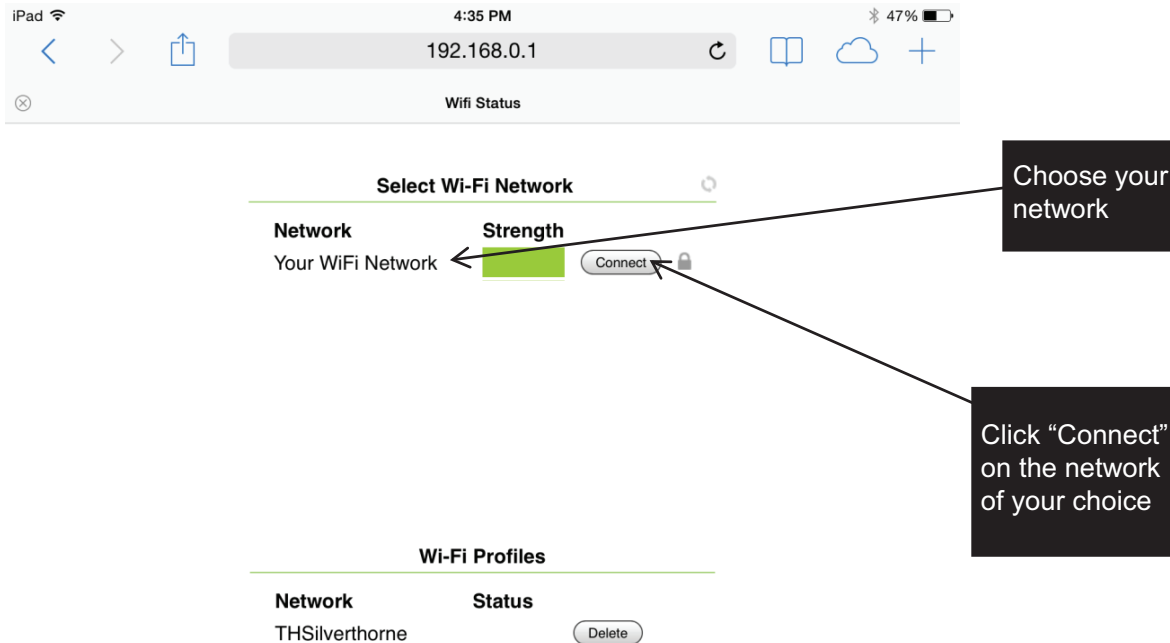 iPad 4:35 PM 47%
192.168.0.1
Wifi Status
Select Wi-Fi Network
Network Strength
Your WiFi Network Connect
Choose your
network
Click “Connect”
on the network
of your choice
Wi-Fi Profiles
Network Status
THSilverthorne Delete